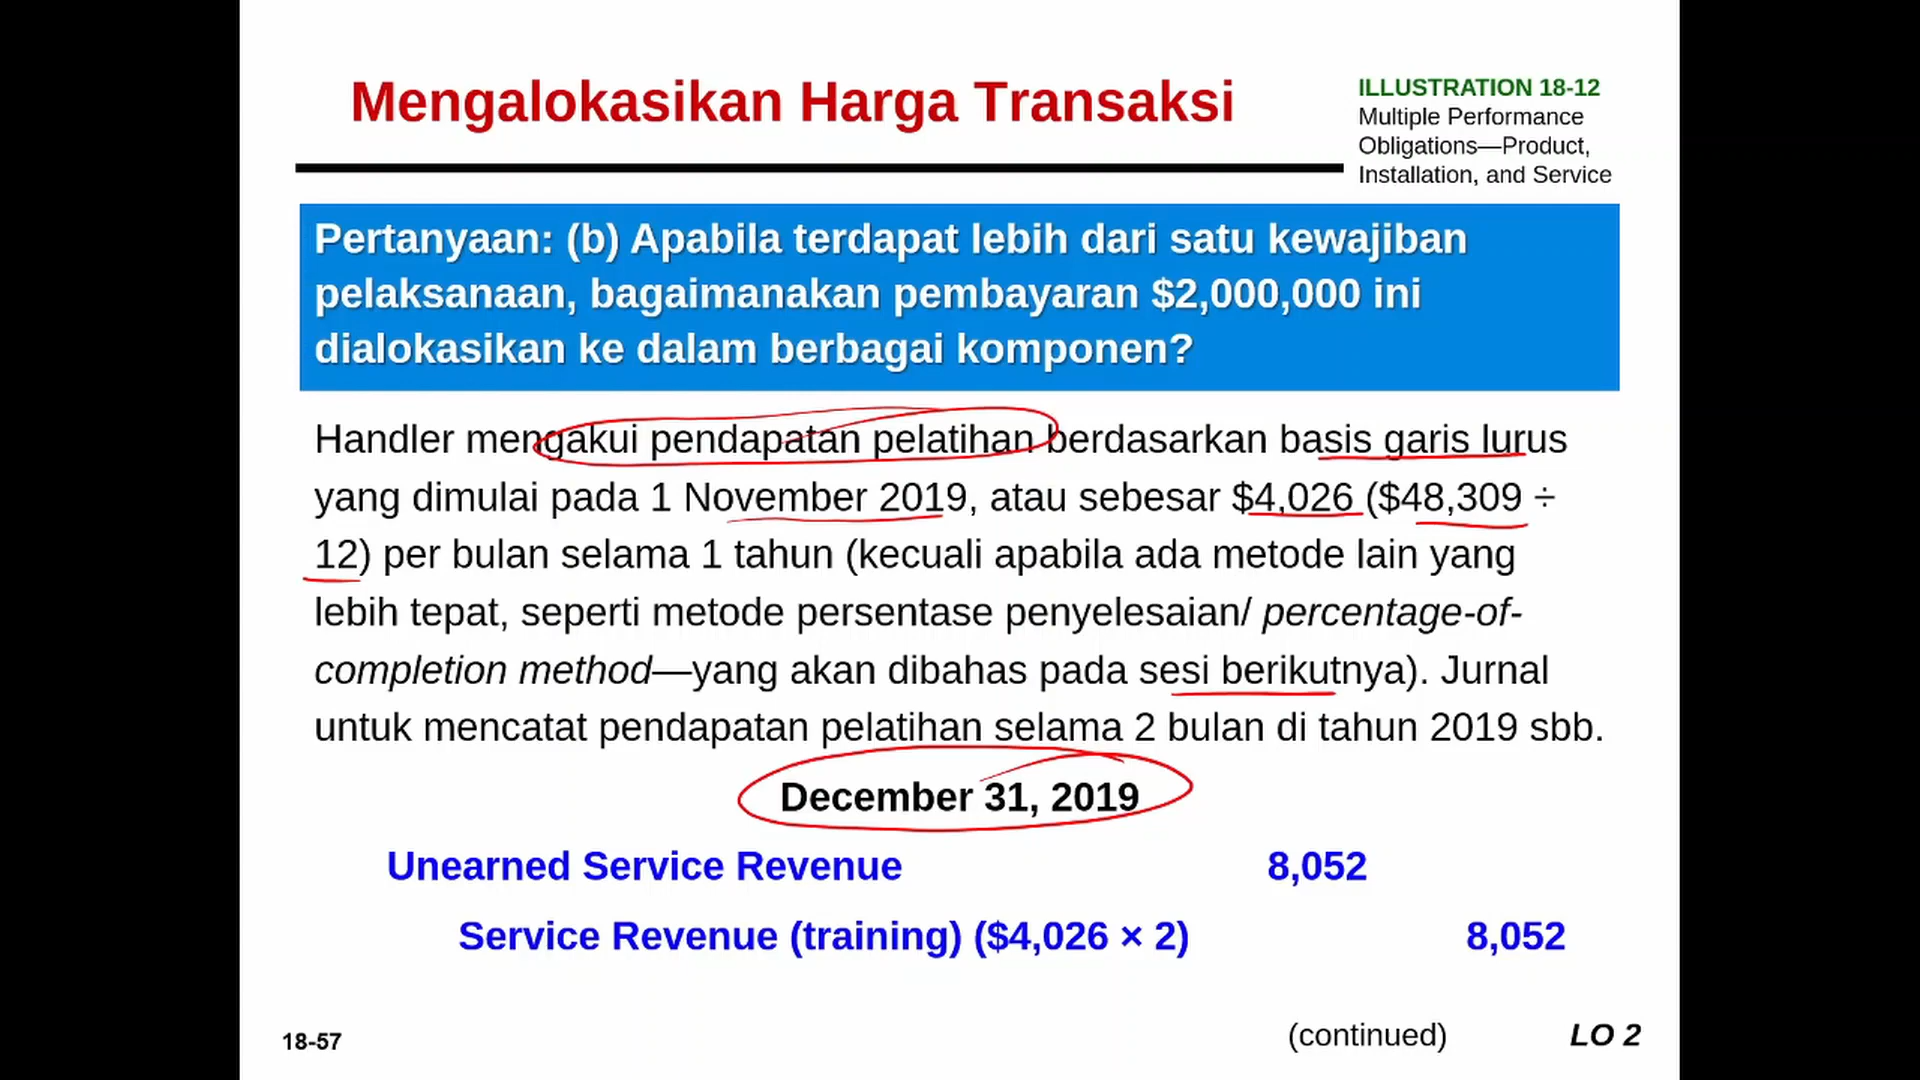 Mengalokasikan Harga Transaksi
ILLUSTRATION 18-12
Multiple Performance
Obligations—Product,
Installation, and Service
Pertanyaan: (b) Apabila terdapat lebih dari satu kewajiban
pelaksanaan, bagaimanakan pembayaran $2,000,000 ini
dialokasikan ke dalam berbagai komponen?
Handler mengakui pendapatan pelatihan berdasarkan basis garis lurus
yang dimulai pada 1 November 2019, atau sebesar $4,026 ($48,309 ÷
12) per bulan selama 1 tahun (kecuali apabila ada metode lain yang
lebih tepat, seperti metode persentase penyelesaian/ percentage-of-
completion method—yang akan dibahas pada sesi berikutnya). Jurnal
untuk mencatat pendapatan pelatihan selama 2 bulan di tahun 2019 sbb.
December 31, 2019
Unearned Service Revenue 8,052
Service Revenue (training) ($4,026 × 2) 8,052
(continued)
LO 2
18-57